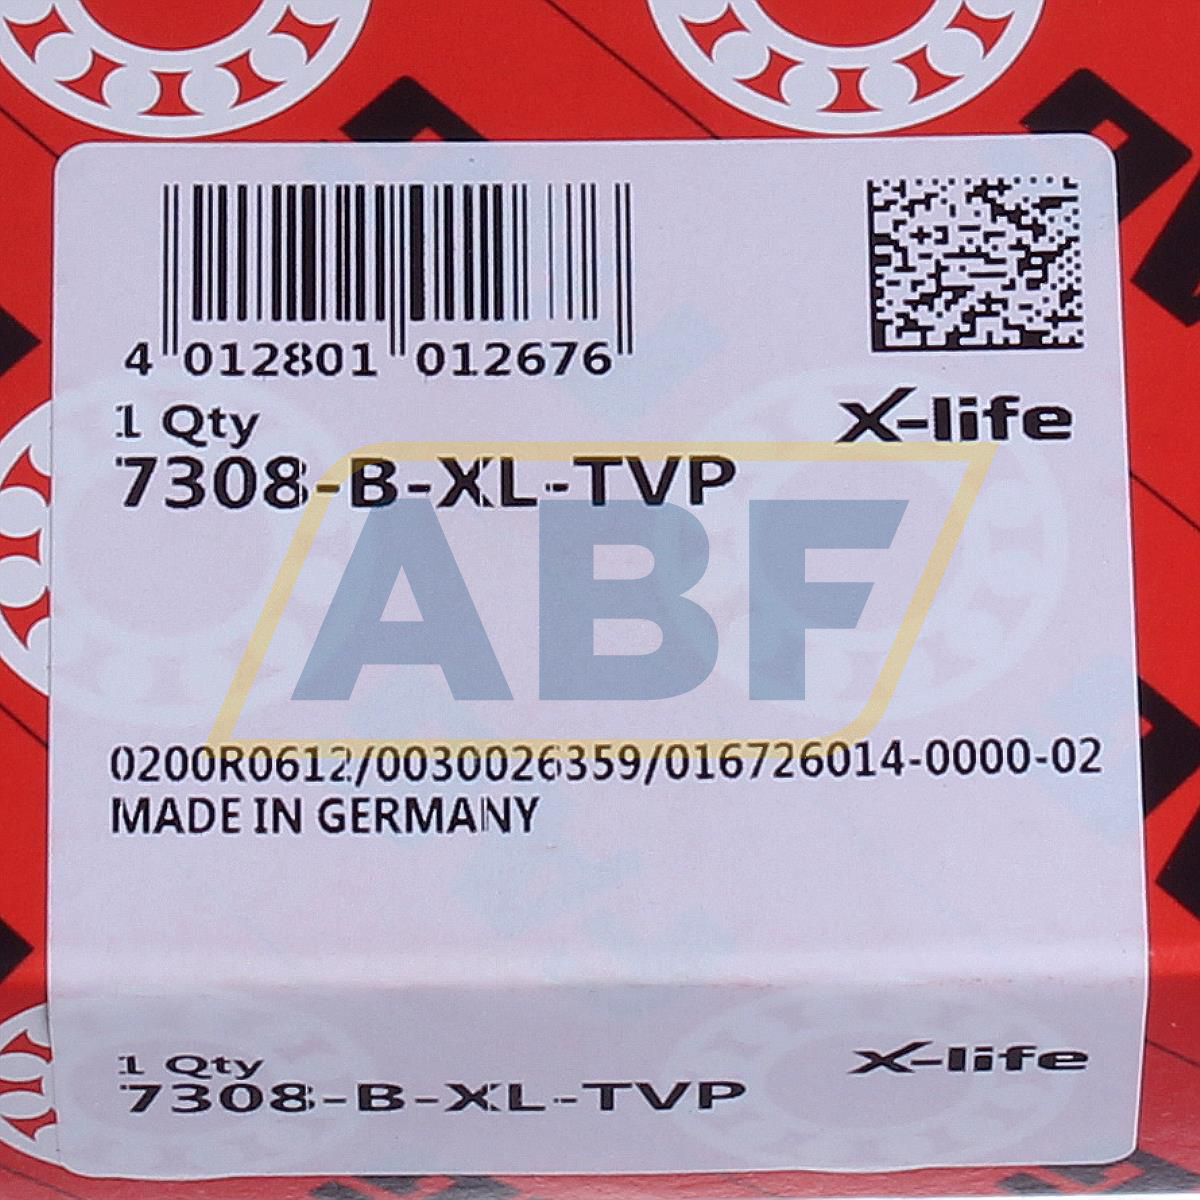 4 012801 012676
X-life
1 Qty
7308-B-XL-TVP
ABF
0200R0612/0030026359/016726014-0000-02
MADE IN GERMANY
1 Qty
X-life
7308-B-XL-TVP